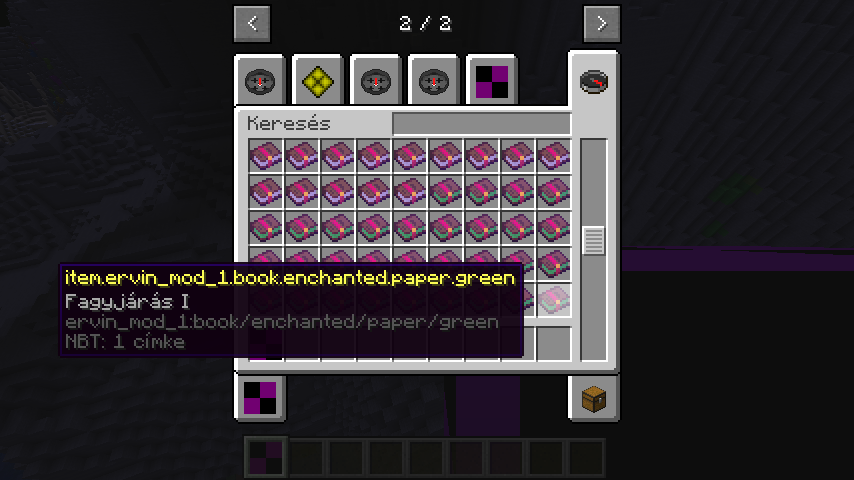 <
2 / 2
>
Keresés
item.ervin_mod_1.book.enchanted.paper.green
Fagyjárás I
ervin_mod_1:book/enchanted/paper/green
NBT: 1 címke